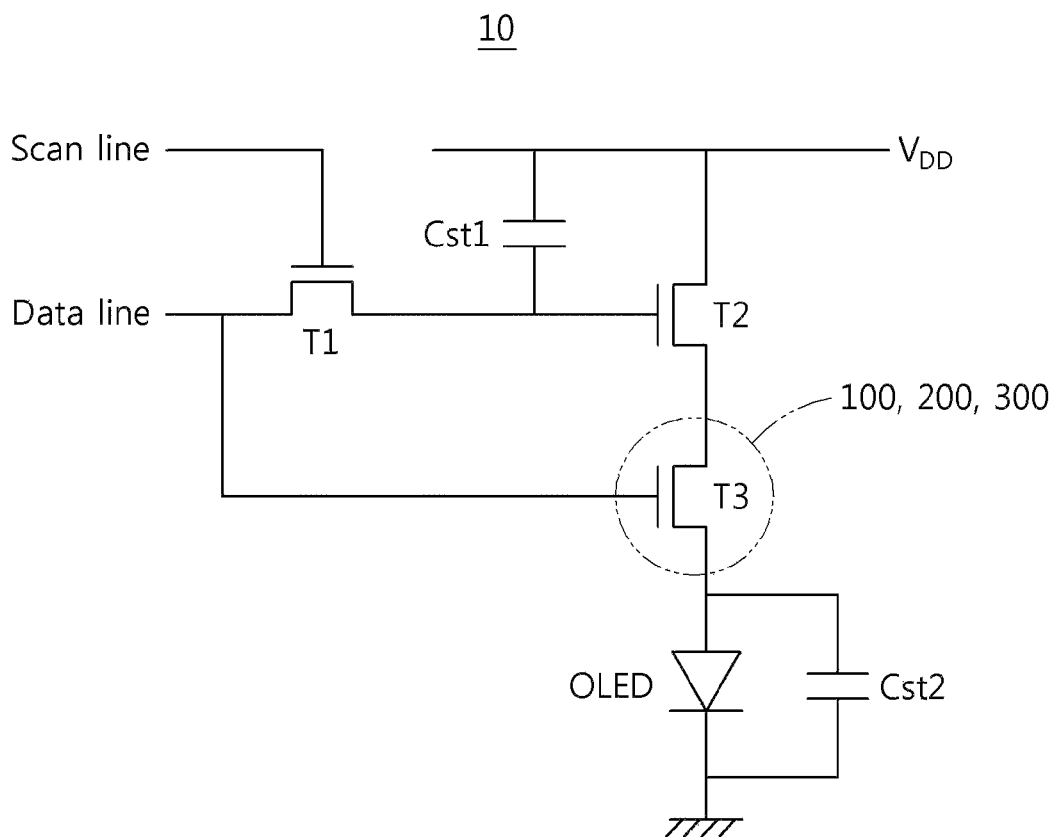 10
Scan line
V_DD
Cst1
Data line
T1
T2
100, 200, 300
T3
OLED
Cst2